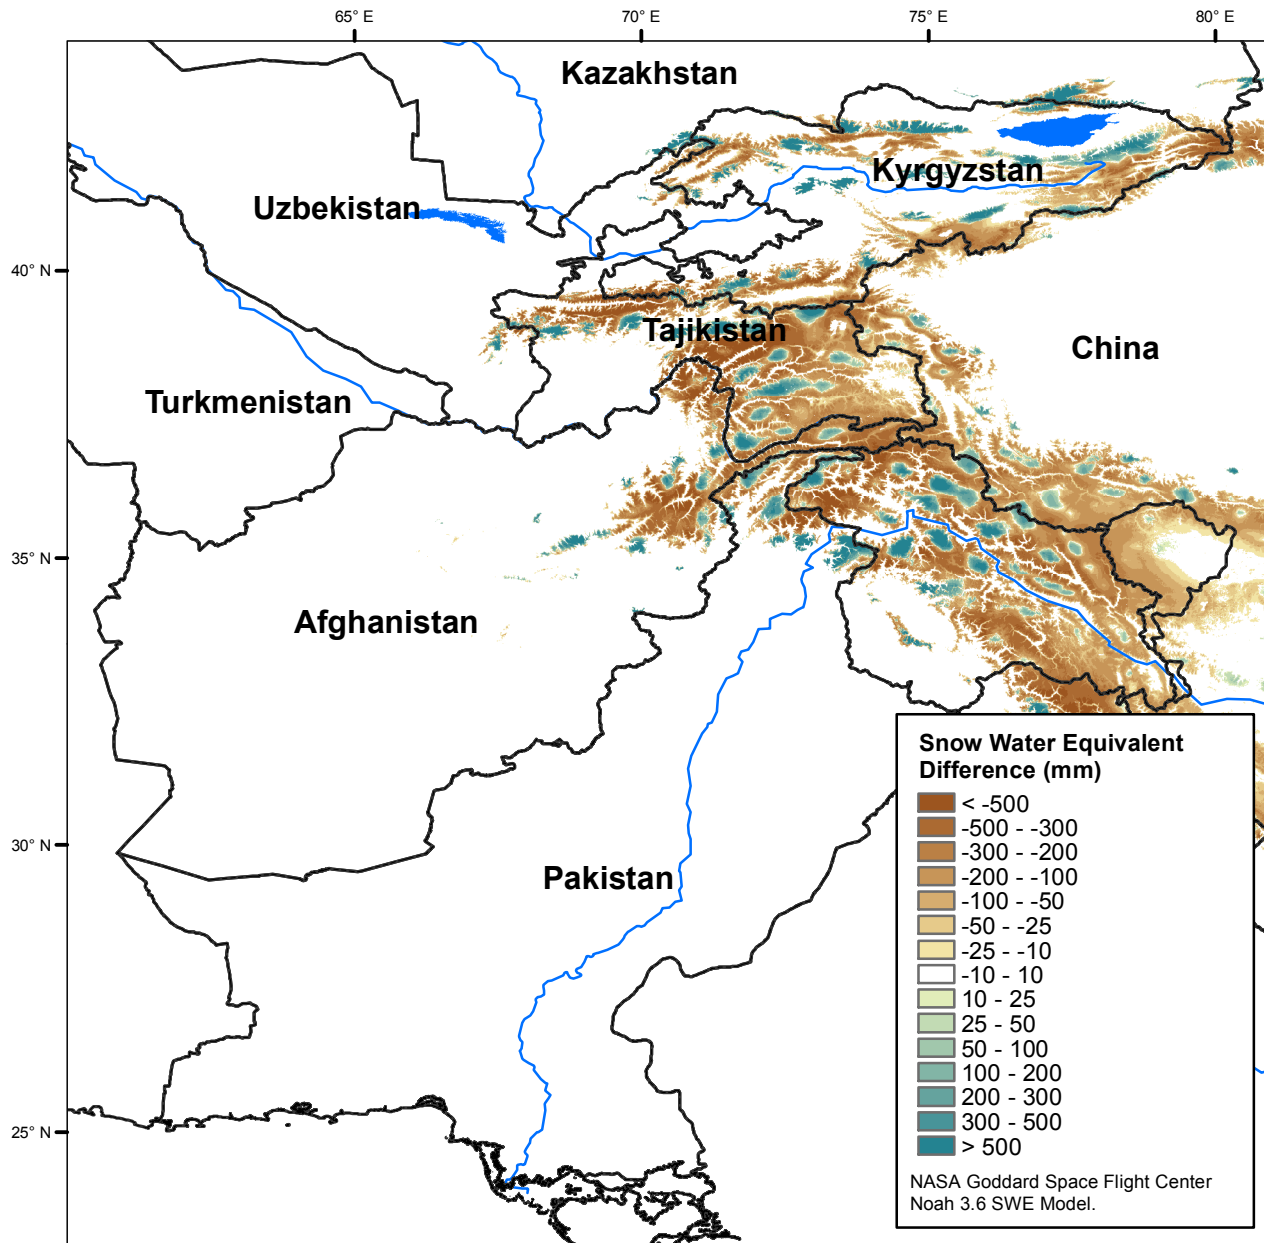 65° E
70° E
75° E
80° E
Kazakhstan
Kyrgyzstan
Uzbekistan
40° N
Tajikistan
China
Turkmenistan
35° N
Afghanistan
Snow Water Equivalent
Difference (mm)
< -500
-500 - -300
-300 - -200
-200 - -100
-100 - -50
-50 - -25
-25 - -10
-10 - 10
10 - 25
25 - 50
50 - 100
100 - 200
200 - 300
300 - 500
> 500
NASA Goddard Space Flight Center
Noah 3.6 SWE Model.
30° N
Pakistan
25° N